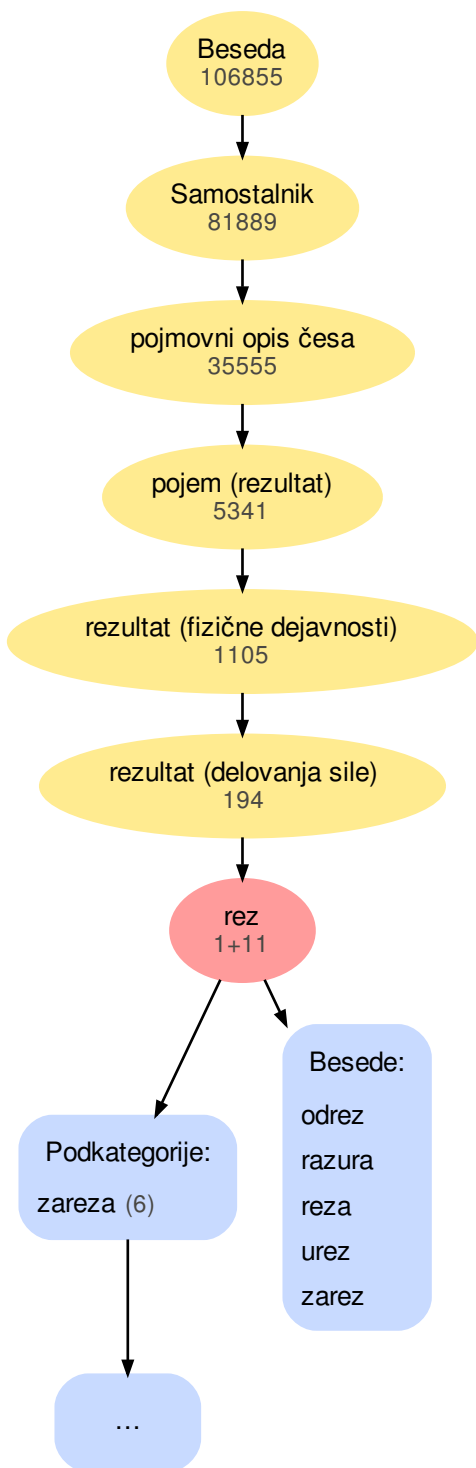 Beseda
106855
Samostalnik
81889
pojmovni opis česa
35555
pojem (rezultat)
5341
rezultat (fizične dejavnosti)
1105
rezultat (delovanja sile)
194
rez
1+11
Besede:
odrez
razura
reza
urez
zarez
Podkategorije:
zareza (6)
...